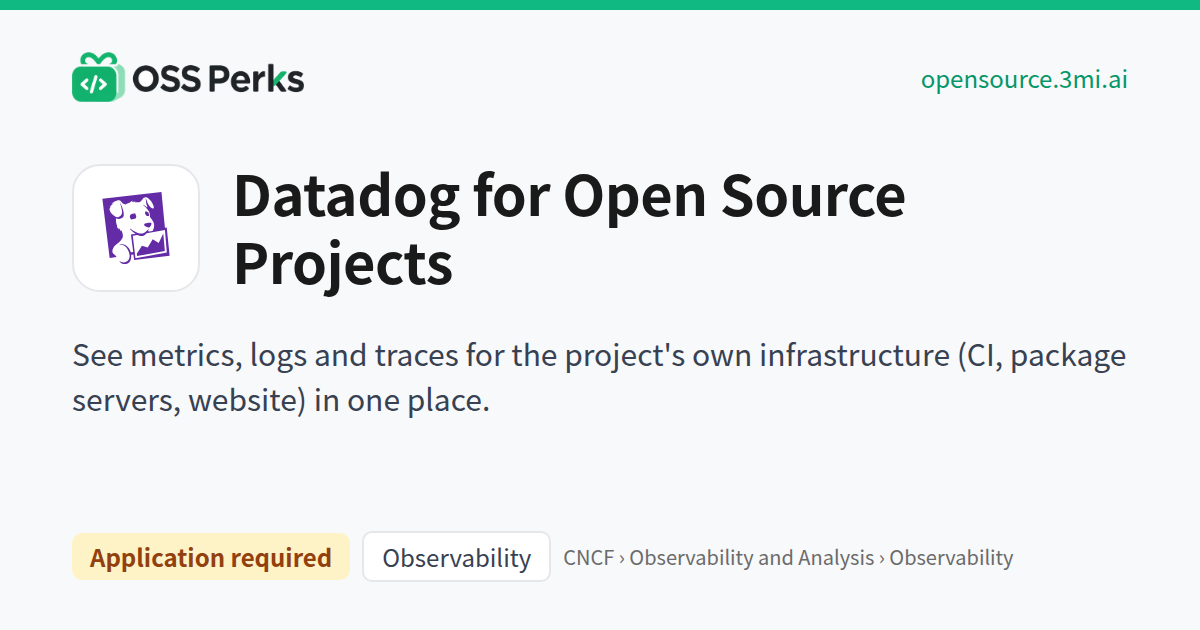 OSS Perks
opensource.3mi.ai
Datadog for Open Source
Projects
See metrics, logs and traces for the project's own infrastructure (CI, package
servers, website) in one place.
Application required
Observability
CNCF › Observability and Analysis › Observability